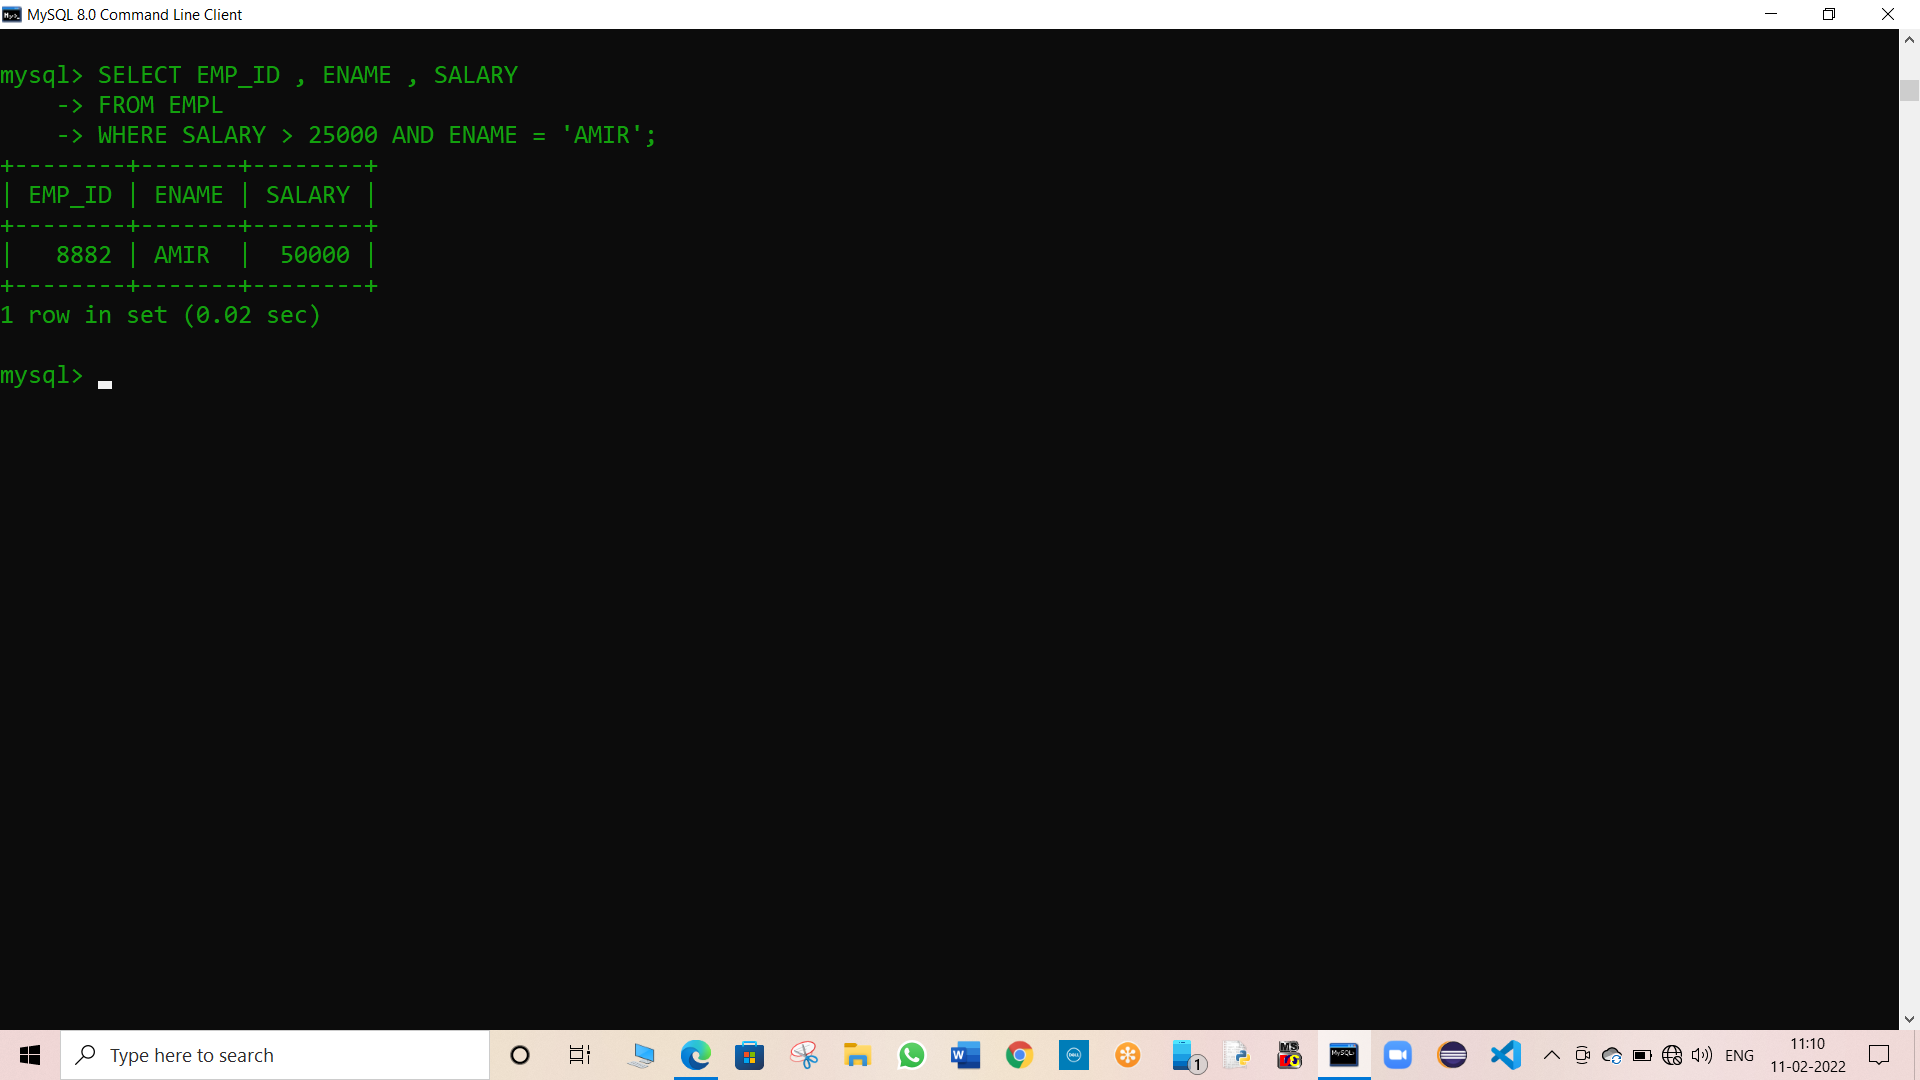 MySQL 8.0 Command Line Client
mysql> SELECT EMP_ID , ENAME , SALARY
    -> FROM EMPL
    -> WHERE SALARY > 25000 AND ENAME = 'AMIR';
+--------+-------+--------+
| EMP_ID | ENAME | SALARY |
+--------+-------+--------+
|   8882 | AMIR  |  50000 |
+--------+-------+--------+
1 row in set (0.02 sec)
mysql>
Type here to search
1
ENG
11:10
11-02-2022